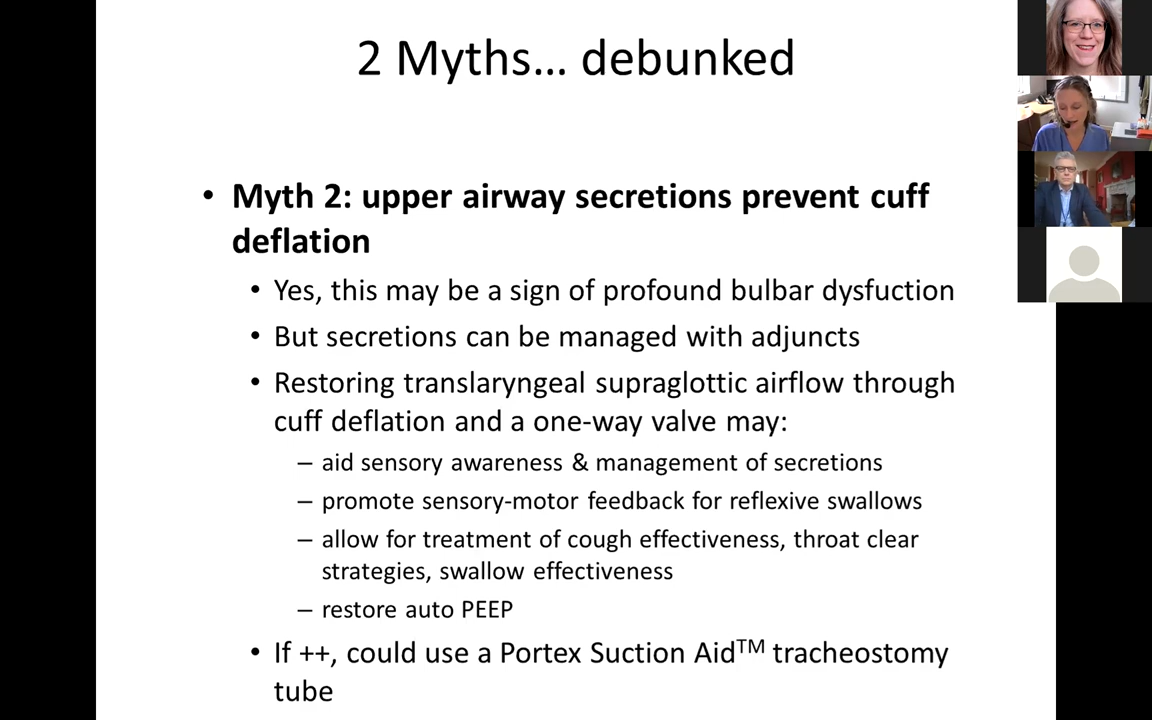 2 Myths... debunked
• Myth 2: upper airway secretions prevent cuff
deflation
• Yes, this may be a sign of profound bulbar dysfuction
• But secretions can be managed with adjuncts
• Restoring translaryngeal supraglottic airflow through
cuff deflation and a one-way valve may:
– aid sensory awareness & management of secretions
– promote sensory-motor feedback for reflexive swallows
– allow for treatment of cough effectiveness, throat clear
strategies, swallow effectiveness
– restore auto PEEP
• If ++, could use a Portex Suction Aid™ tracheostomy
tube